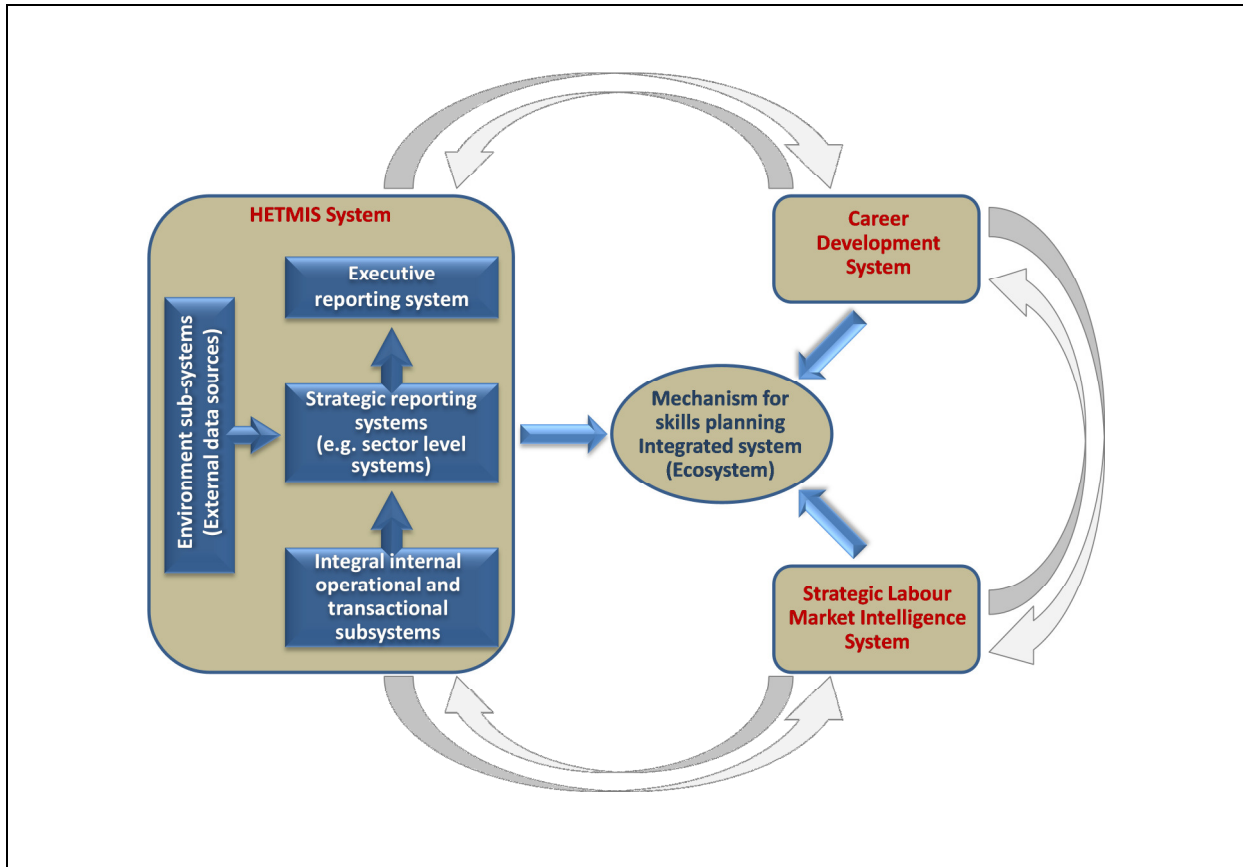 HETMIS System
Executive
reporting system
Environment sub-systems
(External data sources)
Strategic reporting
systems
(e.g. sector level
systems)
Integral internal
operational and
transactional
subsystems
Mechanism for
skills planning
Integrated system
(Ecosystem)
Career
Development
System
Strategic Labour
Market Intelligence
System